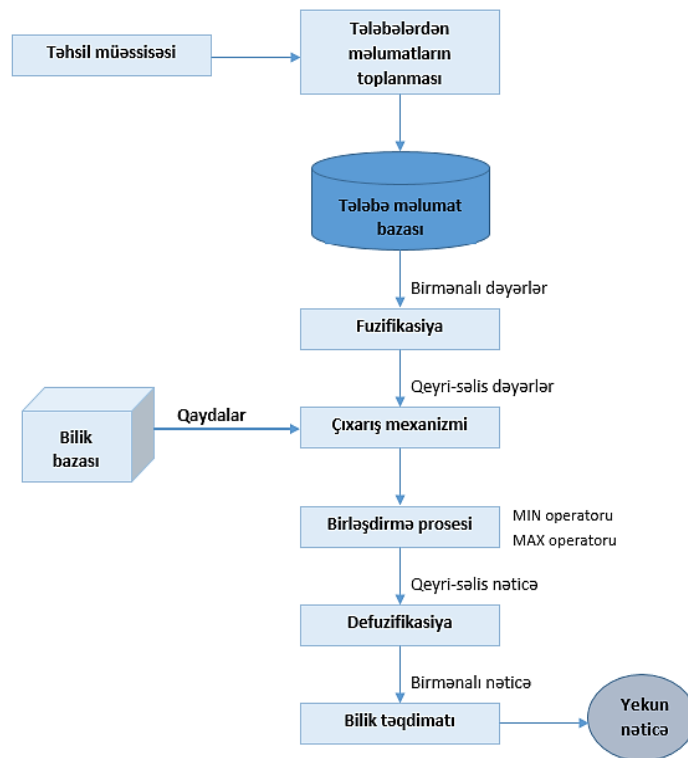 Təhsil müəssisəsi
Tələbələrdən
məlumatların
toplanması
Tələbə məlumat
bazası
Birmənalı dəyərlər
Fuzifikasiya
Qeyri-səlis dəyərlər
Bilik
bazası
Qaydalar
Çıxarış mexanizmi
Birləşdirmə prosesi
MIN operatoru
MAX operatoru
Qeyri-səlis nəticə
Defuzifikasiya
Birmənalı nəticə
Bilik təqdimatı
Yekun
nəticə